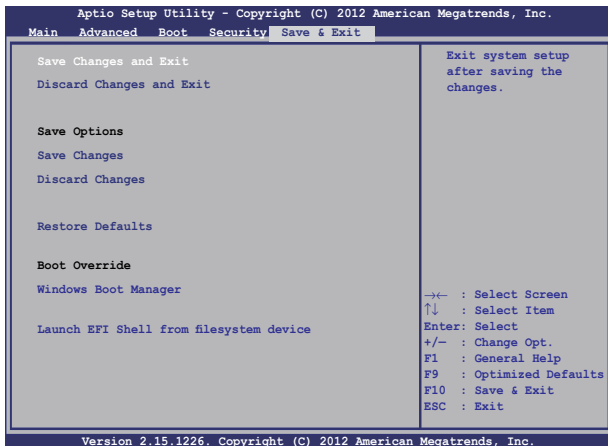 Aptio Setup Utility - Copyright (C) 2012 American Megatrends, Inc.
Main Advanced Boot Security Save & Exit
Save Changes and Exit
Discard Changes and Exit
Save Options
Save Changes
Discard Changes
Restore Defaults
Boot Override
Windows Boot Manager
Launch EFI Shell from filesystem device
Exit system setup
after saving the
changes.
→← : Select Screen
↑↓ : Select Item
Enter: Select
+/— : Change Opt.
F1 : General Help
F9 : Optimized Defaults
F10 : Save & Exit
ESC : Exit
Version 2.15.1226. Copyright (C) 2012 American Megatrends, Inc.